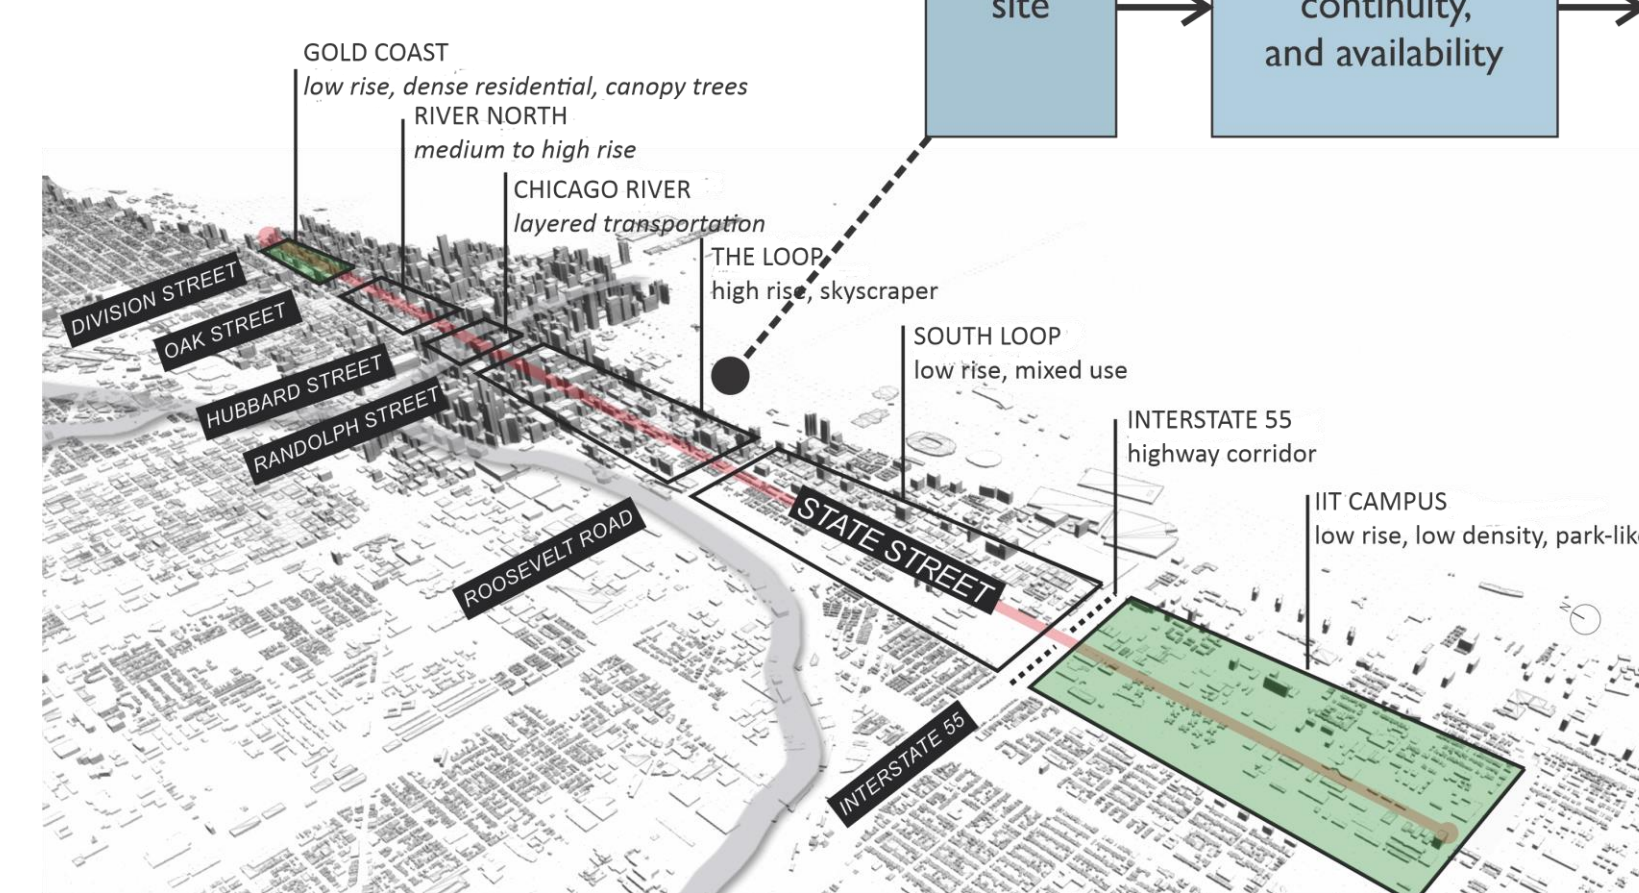 site
continuity,
and availability
GOLD COAST
low rise, dense residential, canopy trees
RIVER NORTH
medium to high rise
CHICAGO RIVER
layered transportation
THE LOOP
high rise, skyscraper
SOUTH LOOP
low rise, mixed use
INTERSTATE 55
highway corridor
IIT CAMPUS
low rise, low density, park-lik
DIVISION STREET
OAK STREET
HUBBARD STREET
RANDOLPH STREET
ROOSEVELT ROAD
STATE STREET
INTERSTATE 55
N